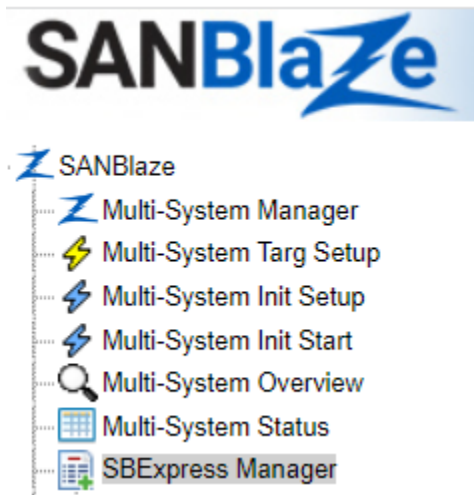 SANBlaze
SANBlaze
Multi-System Manager
Multi-System Targ Setup
Multi-System Init Setup
Multi-System Init Start
Multi-System Overview
Multi-System Status
SBExpress Manager